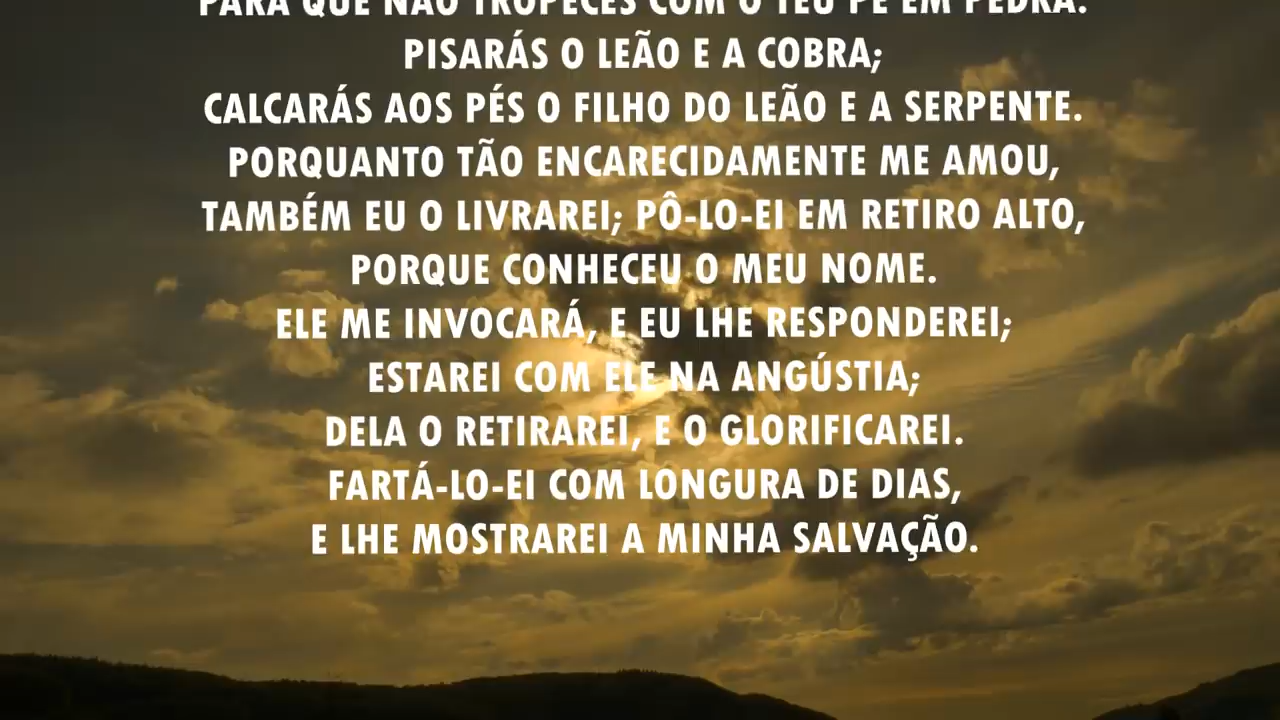 PARA QUE NÃO TROPECES COM O TEU PÉ EM PEDRA.
PISARÁS O LEÃO E A COBRA;
CALCARÁS AOS PÉS O FILHO DO LEÃO E A SERPENTE.
PORQUANTO TÃO ENCARECIDAMENTE ME AMOU,
TAMBÉM EU O LIVRAREI; PÔ-LO-EI EM RETIRO ALTO,
PORQUE CONHECEU O MEU NOME.
ELE ME INVOCARÁ, E EU LHE RESPONDEREI;
ESTAREI COM ELE NA ANGÚSTIA;
DELA O RETIRAREI, E O GLORIFICAREI.
FARTÁ-LO-EI COM LONGURA DE DIAS,
E LHE MOSTRAREI A MINHA SALVAÇÃO.